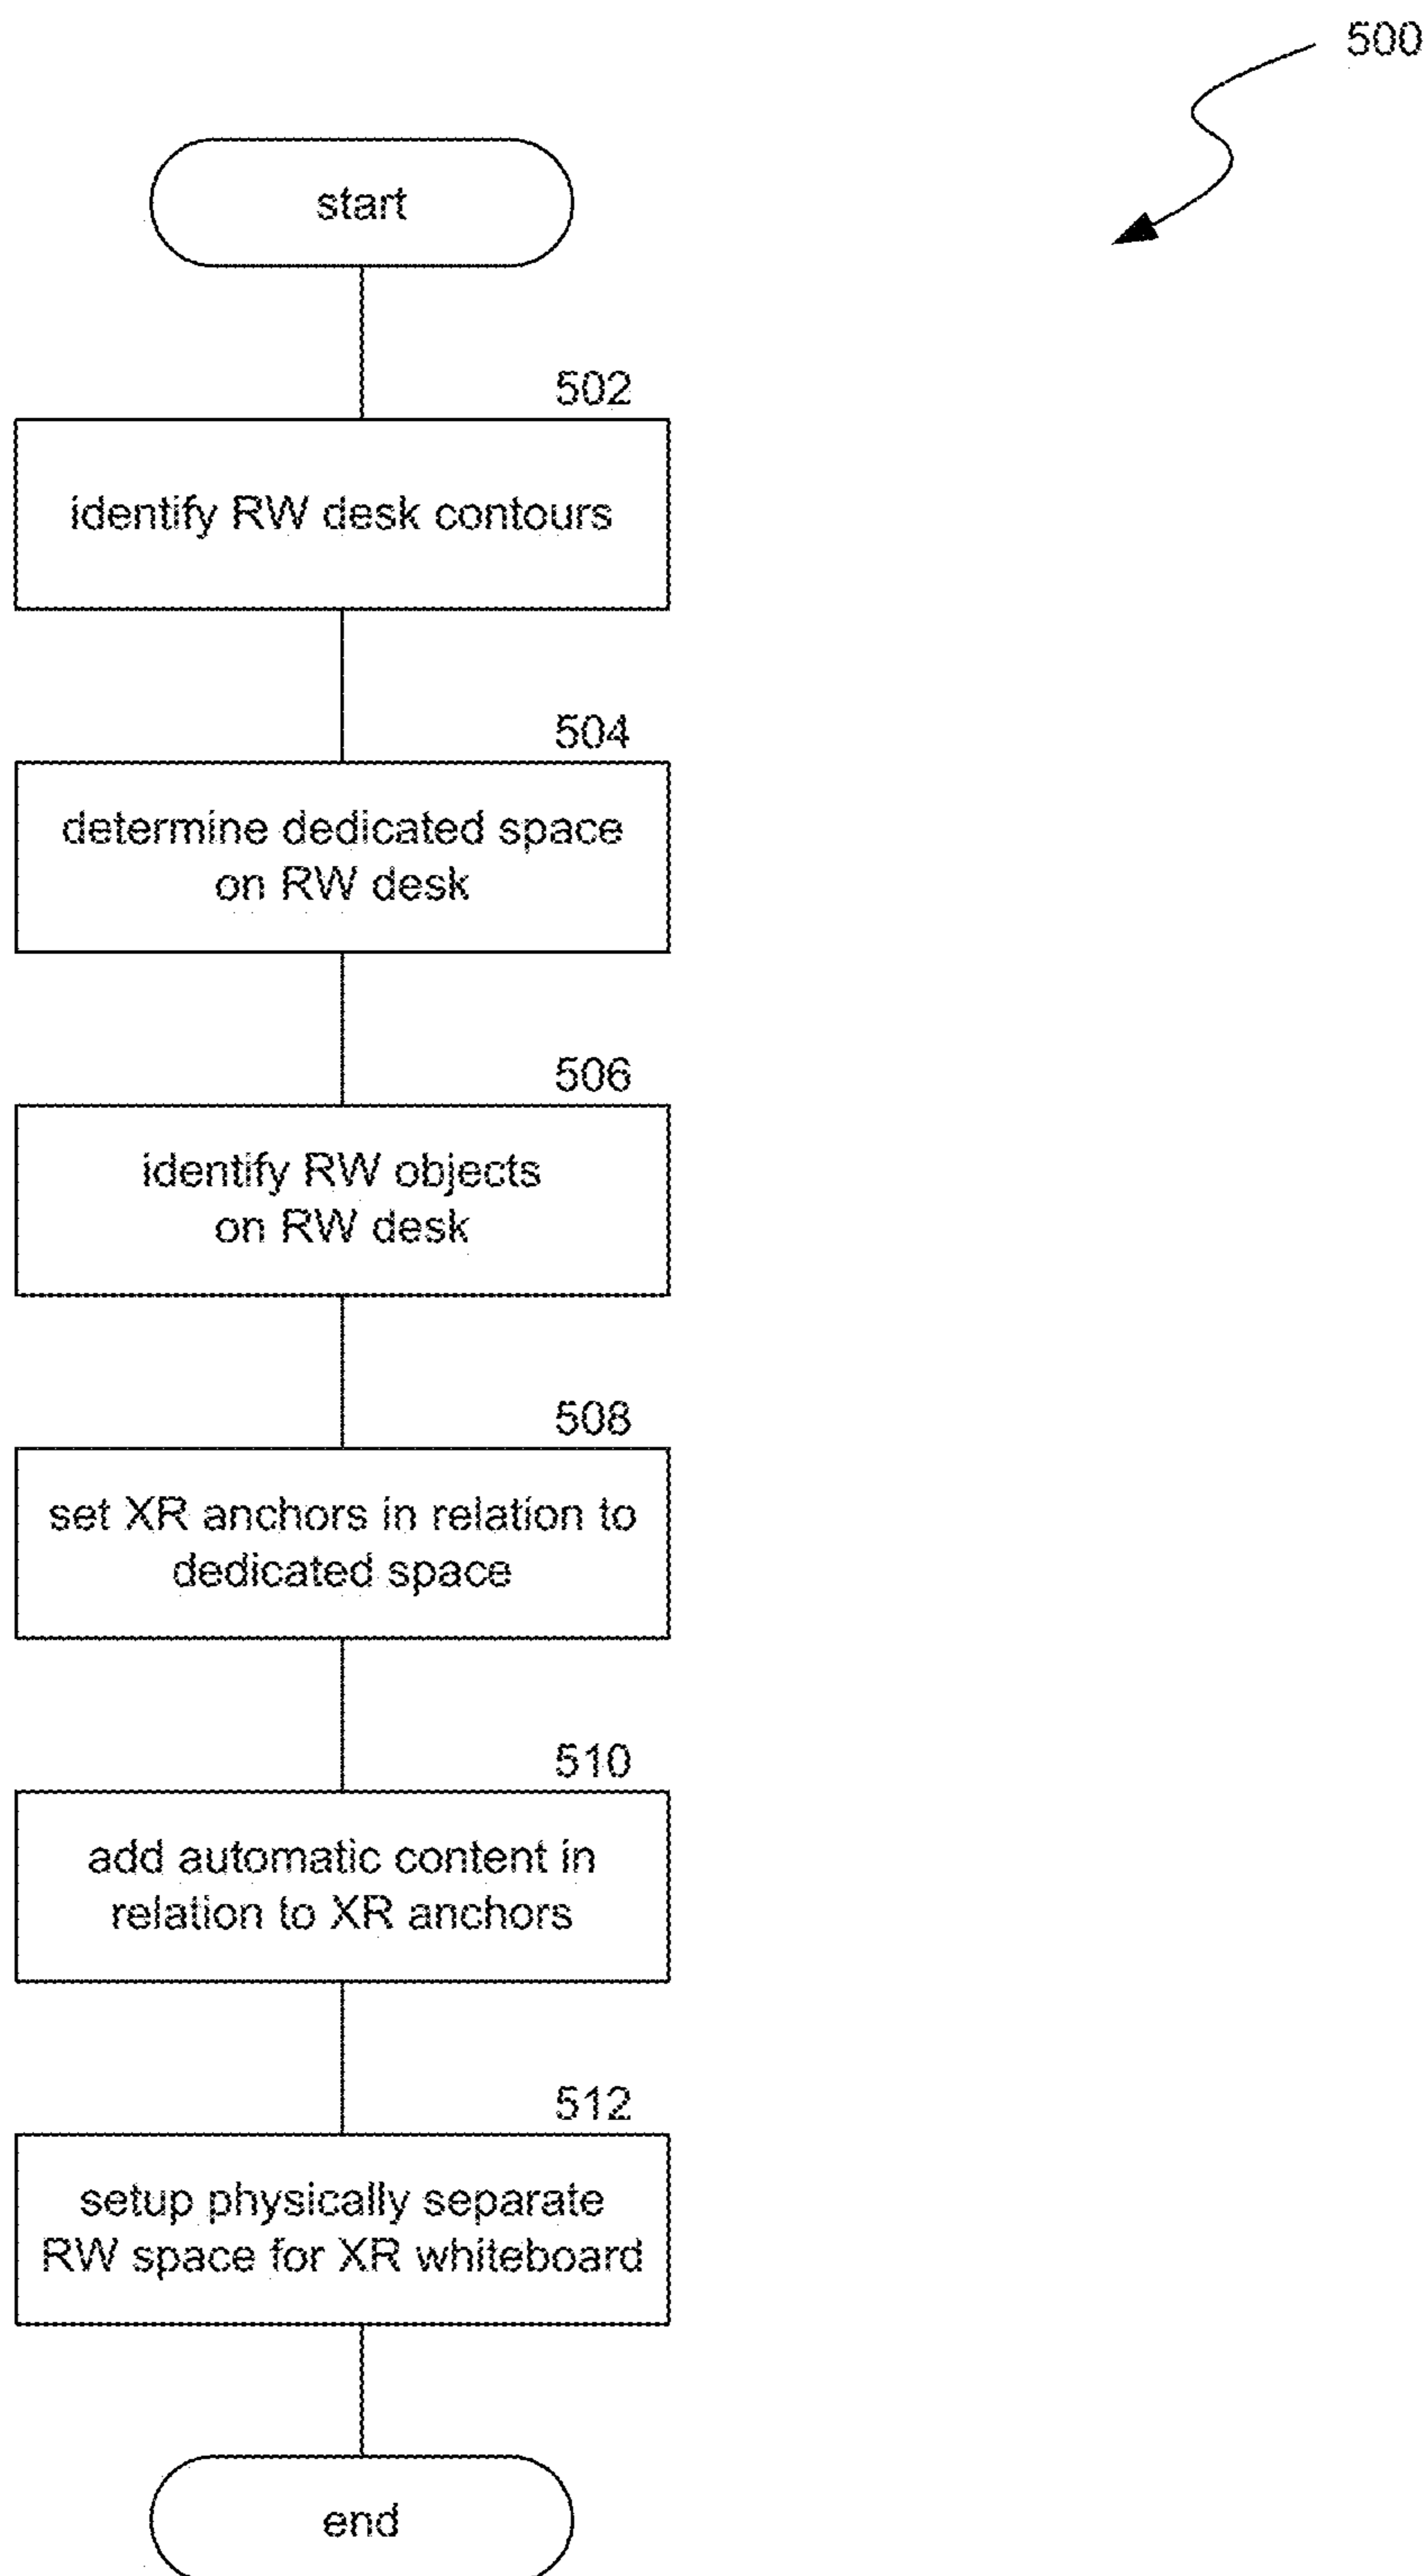 500
start
502
identify RW desk contours
504
determine dedicated space
on RW desk
506
identify RW objects
on RW desk
508
set XR anchors in relation to
dedicated space
510
add automatic content in
relation to XR anchors
512
setup physically separate
RW space for XR whiteboard
end